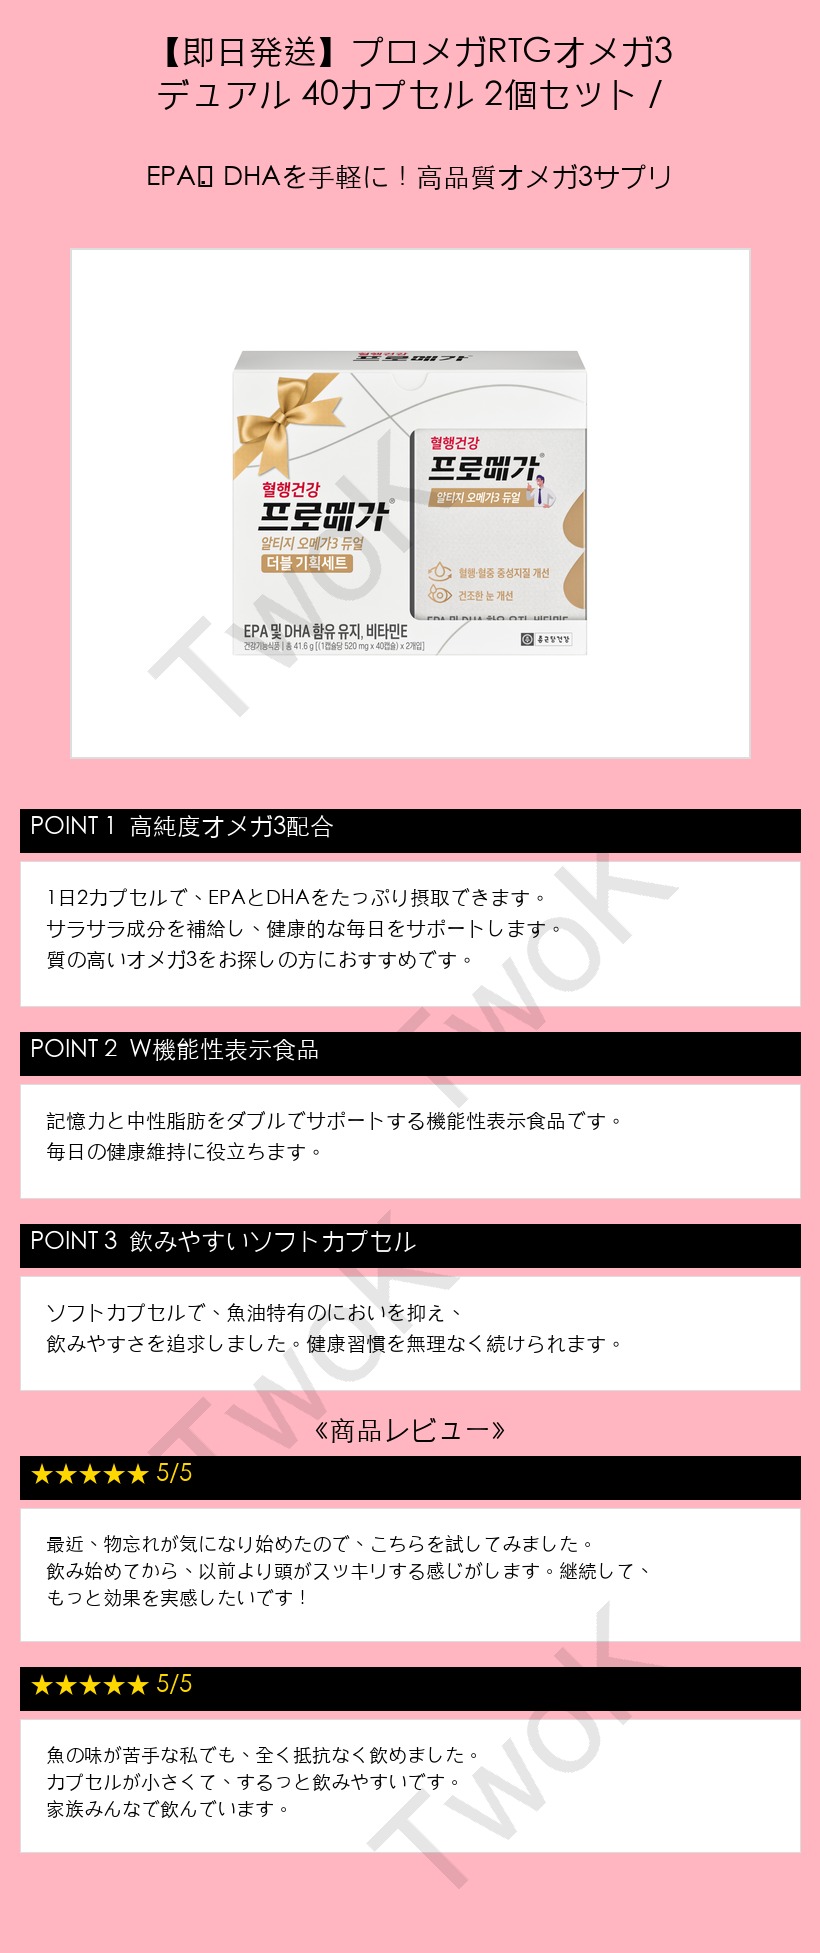 【即日発送】プロメガRTGオメガ3
デュアル 40カプセル 2個セット /
EPA DHAを手軽に！高品質オメガ3サプリ
혈행건강
프로메가
혈행건강
프로메가
알티지 오메가3 듀얼
혈행·혈중 중성지질 개선
건조한 눈 개선
EPA 및 DHA 함유 유지, 비타민E
종근당건강
혈행건강
프로메가
알티지 오메가3 듀얼
더블 기획세트
EPA 및 DHA 함유 유지, 비타민E
건강기능식품 | 총 41.6 g [(1캡슐당 520 mg x 40캡슐) x 2개입]
TwoK
POINT 1 高純度オメガ3配合
1日2カプセルで、EPAとDHAをたっぷり摂取できます。
サラサラ成分を補給し、健康的な毎日をサポートします。
質の高いオメガ3をお探しの方におすすめです。
TwoK
POINT 2 W機能性表示食品
記憶力と中性脂肪をダブルでサポートする機能性表示食品です。
毎日の健康維持に役立ちます。
POINT 3 飲みやすいソフトカプセル
ソフトカプセルで、魚油特有のにおいを抑え、
飲みやすさを追求しました。健康習慣を無理なく続けられます。
TwoK
《商品レビュー》
★★★★★ 5/5
最近、物忘れが気になり始めたので、こちらを試してみました。
飲み始めてから、以前より頭がスッキリする感じがします。継続して、
もっと効果を実感したいです！
★★★★★ 5/5
魚の味が苦手な私でも、全く抵抗なく飲めました。
カプセルが小さくて、するっと飲みやすいです。
家族みんなで飲んでいます。
TwoK